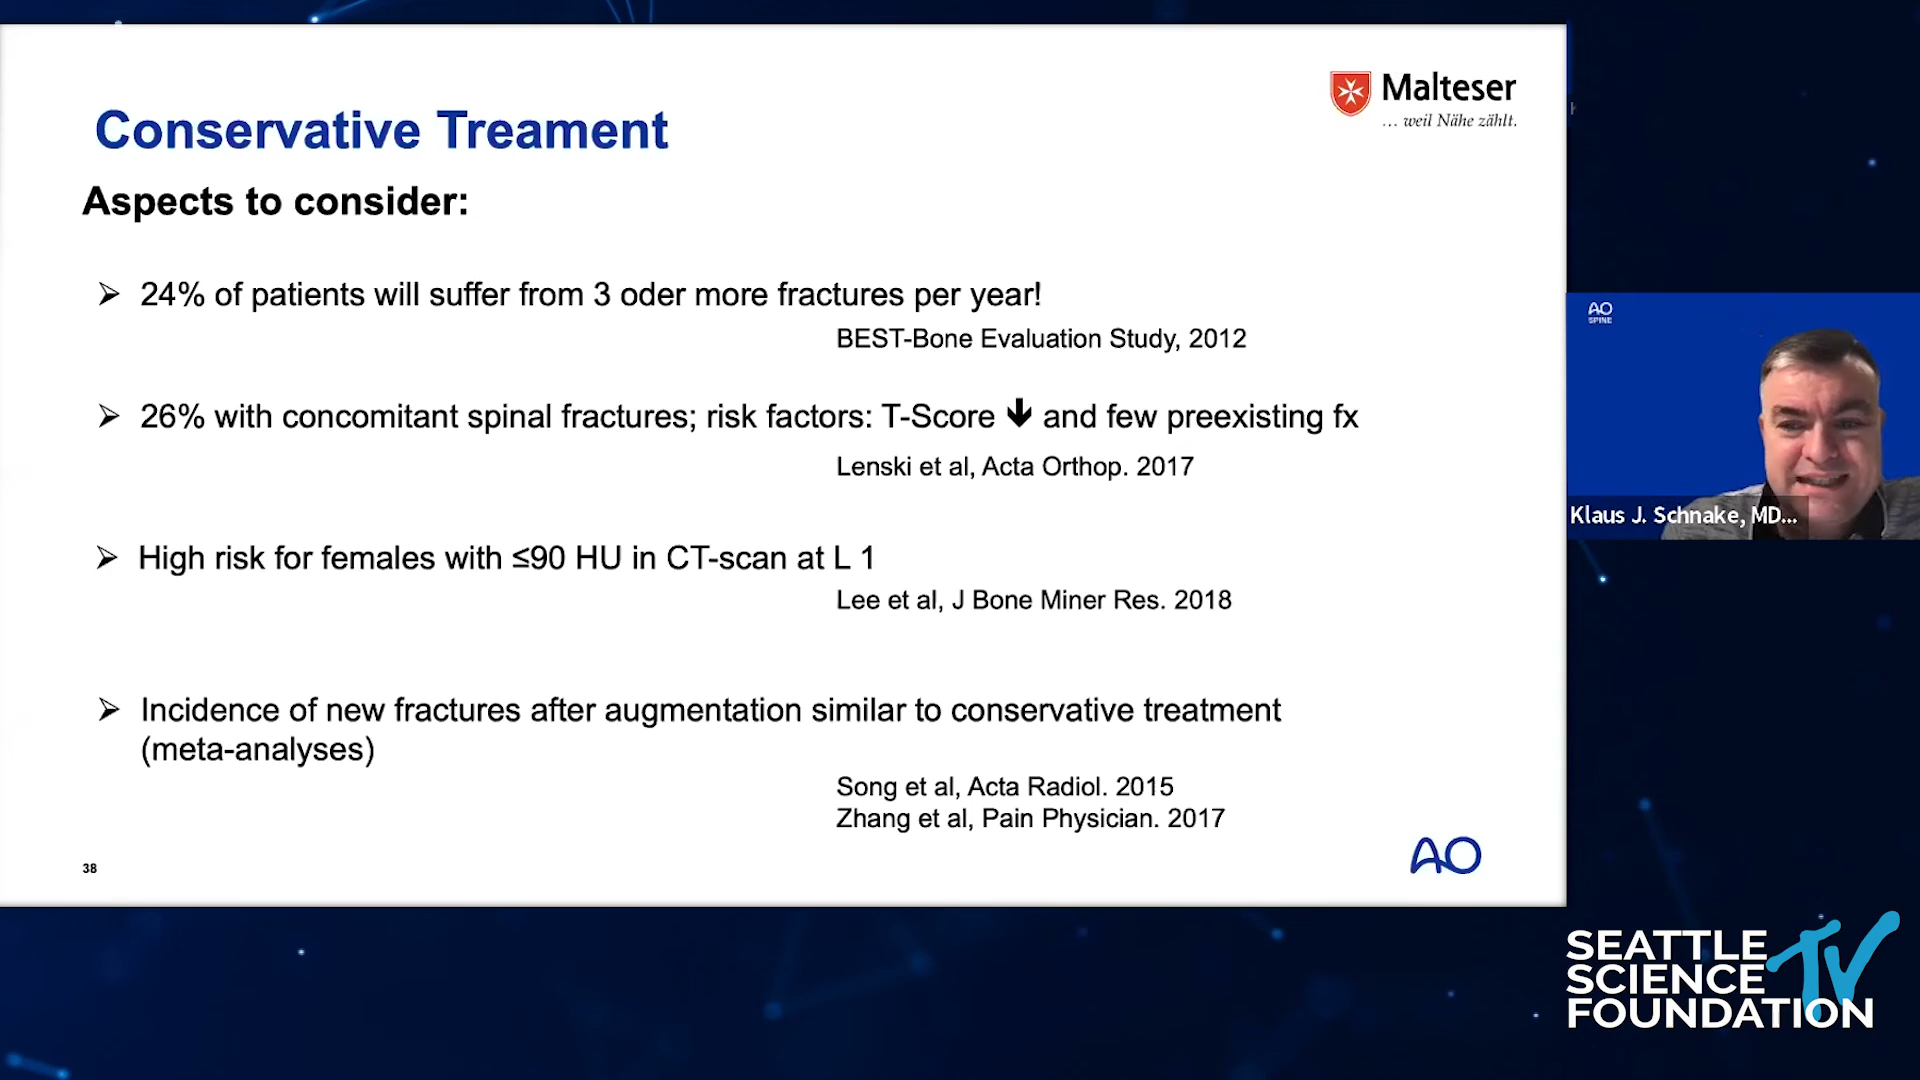 Malteser
... weil Nähe zählt.
Conservative Treament
Aspects to consider:
24% of patients will suffer from 3 oder more fractures per year!
BEST-Bone Evaluation Study, 2012
26% with concomitant spinal fractures; risk factors: T-Score 🡇 and few preexisting fx
Lenski et al, Acta Orthop. 2017
High risk for females with ≤90 HU in CT-scan at L 1
Lee et al, J Bone Miner Res. 2018
Incidence of new fractures after augmentation similar to conservative treatment
(meta-analyses)
Song et al, Acta Radiol. 2015
Zhang et al, Pain Physician. 2017
38
AO
AO
SPINE
Klaus J. Schnake, MD...
SEATTLE
SCIENCE
FOUNDATION
TV